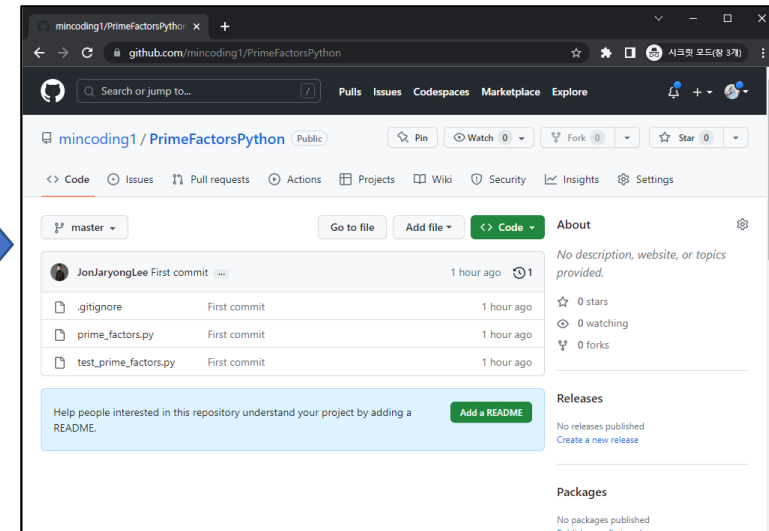 mincoding1/PrimeFactorsPython
github.com/mincoding1/PrimeFactorsPython
시크릿 모드(창 3개)
Search or jump to...
/
Pulls Issues Codespaces Marketplace Explore
mincoding1 / PrimeFactorsPython Public
Pin Watch 0 Fork 0 Star 0
<> Code Issues Pull requests Actions Projects Wiki Security Insights Settings
master Go to file Add file <> Code
JonJaryongLee First commit ... 1 hour ago 1
.gitignore First commit 1 hour ago
prime_factors.py First commit 1 hour ago
test_prime_factors.py First commit 1 hour ago
Help people interested in this repository understand your project by adding a
README.
Add a README
About
No description, website, or topics
provided.
0 stars
0 watching
0 forks
Releases
No releases published
Create a new release
Packages
No packages published